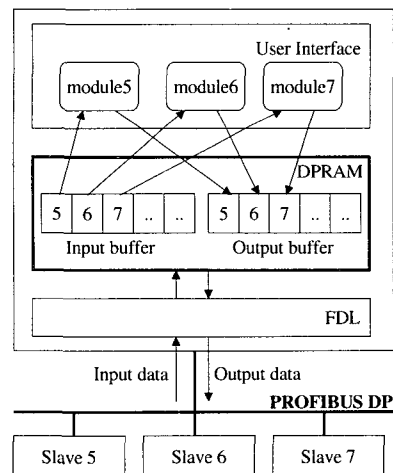 User Interface
module5 module6 module7
DPRAM
5 6 7 .. .. 5 6 7 .. ..
Input buffer Output buffer
FDL
Input data Output data
PROFIBUS DP
Slave 5 Slave 6 Slave 7